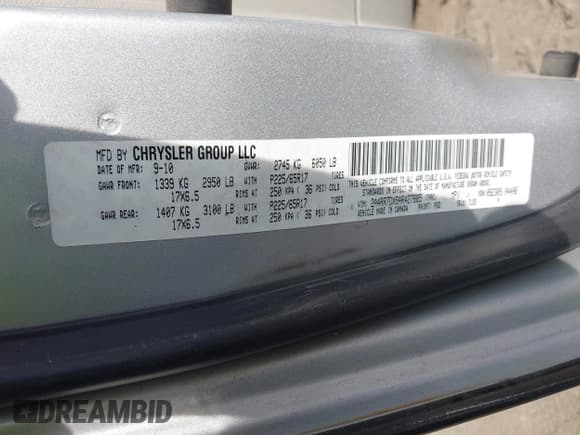 MFD BY CHRYSLER GROUP LLC
DATE OF MFR: 9-10 GVWR: 2745 KG 6050 LB
GAWR FRONT: 1339 KG 2950 LB WITH P225/65R17 TIRES
17X6.5 RIMS AT 250 KPA ( 36 PSI) COLD
GAWR REAR: 1407 KG 3100 LB WITH P225/65R17 TIRES
17X6.5 RIMS AT 250 KPA ( 36 PSI) COLD
THIS VEHICLE CONFORMS TO ALL APPLICABLE U.S.A. FEDERAL MOTOR VEHICLE SAFETY
STANDARDS IN EFFECT ON THE DATE OF MANUFACTURE SHOWN ABOVE.
VIN:
VEHICLE MADE IN CANADA PAINT: PS2
DREAMBID